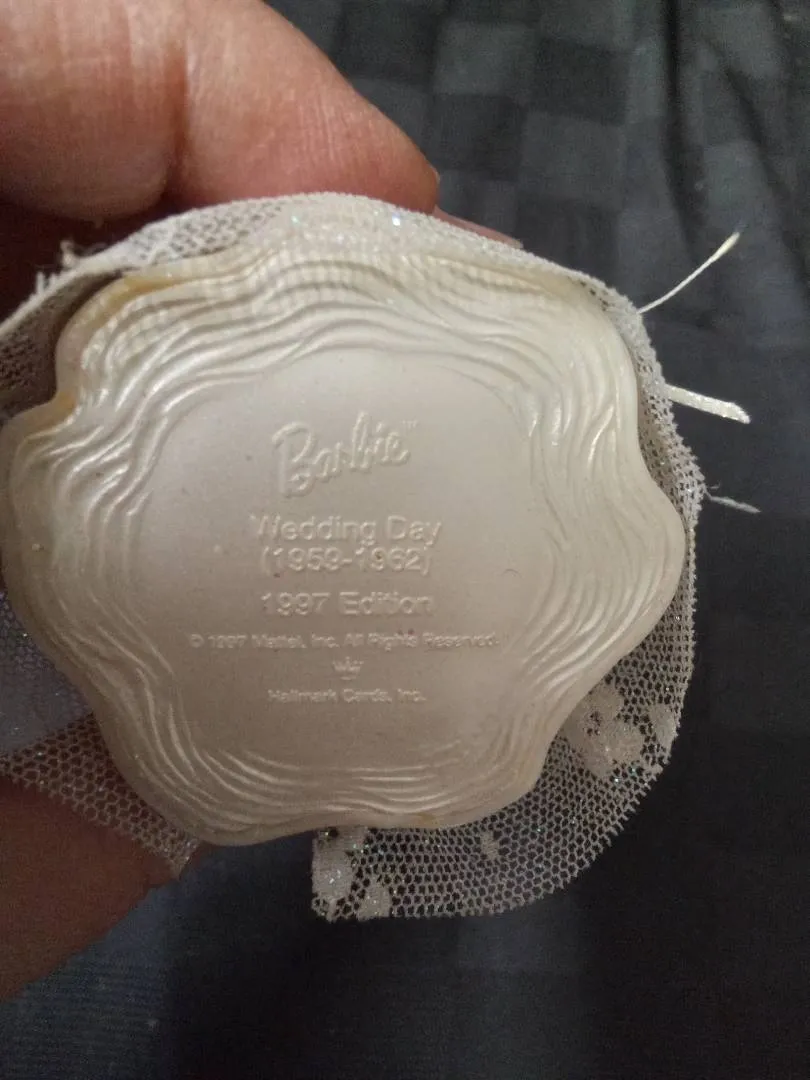 Barbie™
Wedding Day
(1959-1962)
1997 Edition
© 1997 Mattel, Inc. All Rights Reserved.
Hallmark Cards, Inc.